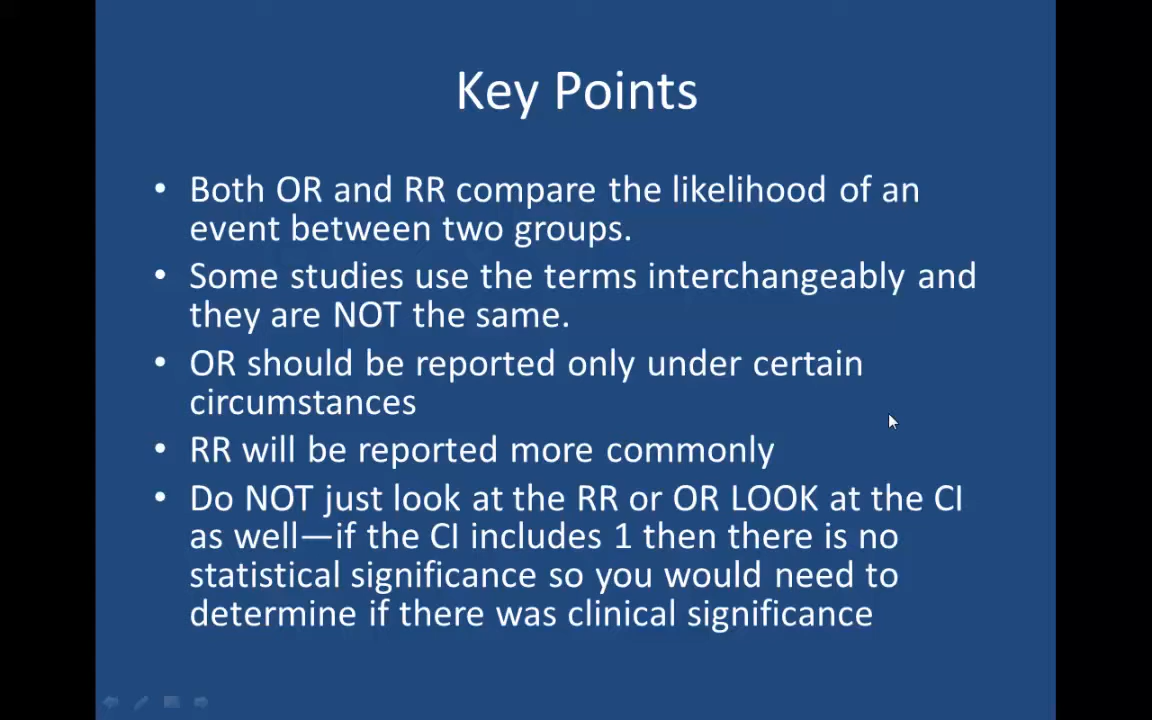 Key Points
• Both OR and RR compare the likelihood of an
event between two groups.
• Some studies use the terms interchangeably and
they are NOT the same.
• OR should be reported only under certain
circumstances
• RR will be reported more commonly
• Do NOT just look at the RR or OR LOOK at the CI
as well—if the CI includes 1 then there is no
statistical significance so you would need to
determine if there was clinical significance